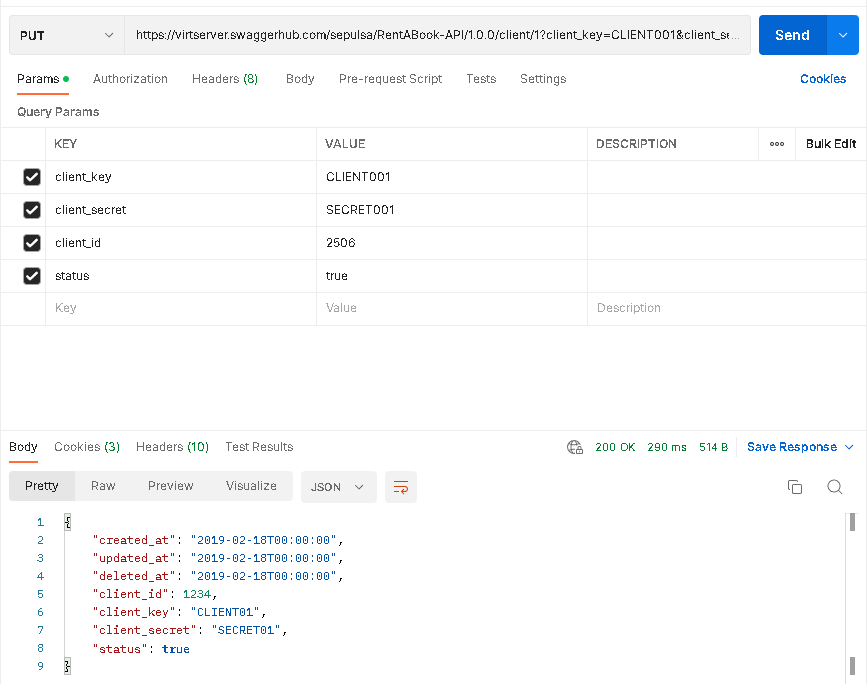 PUT https://virtserver.swaggerhub.com/sepulsa/RentABook-API/1.0.0/client/1?client_key=CLIENT001&client_se... Send
Params Authorization Headers (8) Body Pre-request Script Tests Settings Cookies
Query Params
KEY VALUE DESCRIPTION ooo Bulk Edit
client_key CLIENT001
client_secret SECRET001
client_id 2506
status true
Key Value Description
Body Cookies (3) Headers (10) Test Results 200 OK 290 ms 514 B Save Response
Pretty Raw Preview Visualize JSON
1 {
2 "created_at": "2019-02-18T00:00:00",
3 "updated_at": "2019-02-18T00:00:00",
4 "deleted_at": "2019-02-18T00:00:00",
5 "client_id": 1234,
6 "client_key": "CLIENT01",
7 "client_secret": "SECRET01",
8 "status": true
9 }